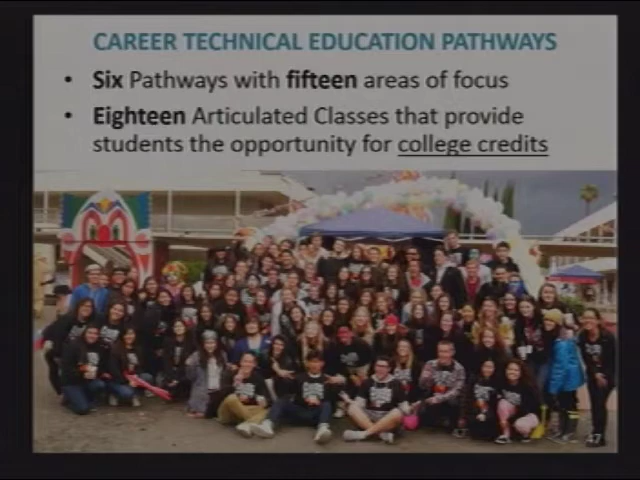 CAREER TECHNICAL EDUCATION PATHWAYS
• Six Pathways with fifteen areas of focus
• Eighteen Articulated Classes that provide
students the opportunity for college credits
47